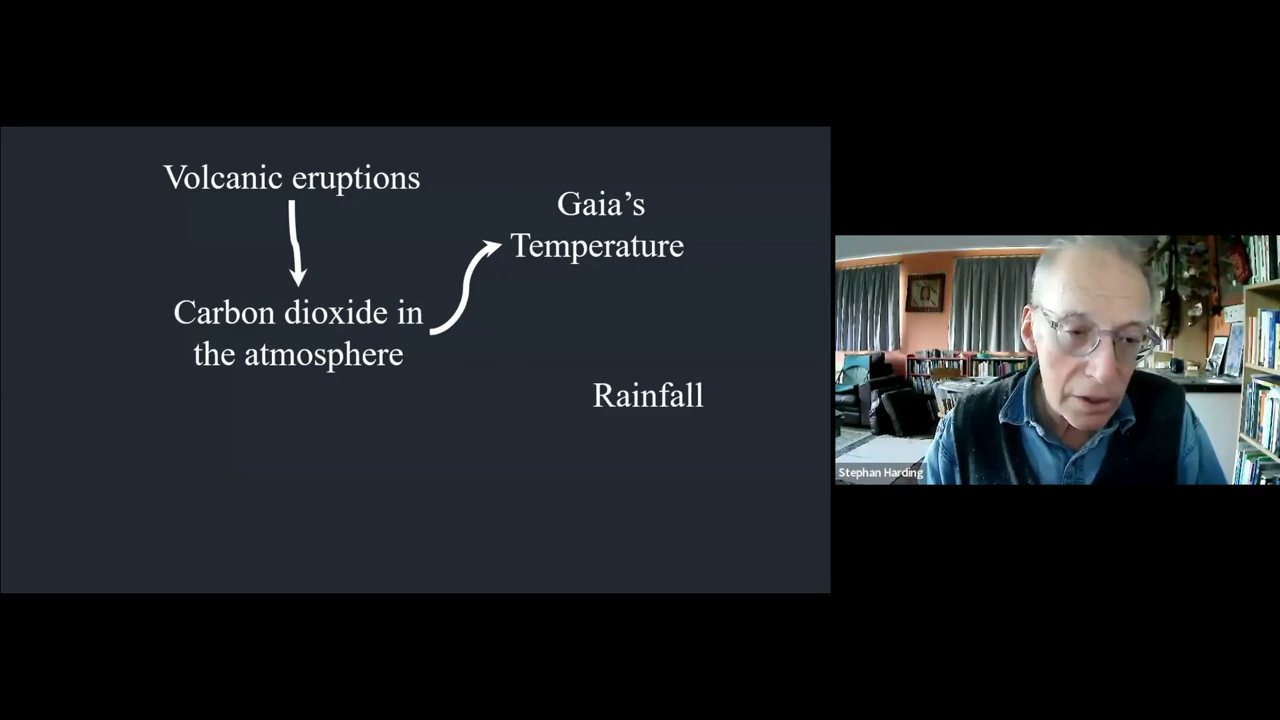 Volcanic eruptions
Gaia’s
Temperature
Carbon dioxide in
the atmosphere
Rainfall
Stephan Harding